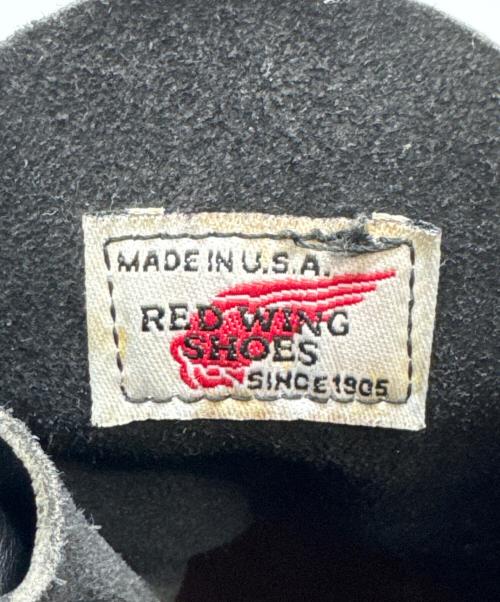 MADE IN U.S.A.
RED WING
SHOES
SINCE 1905